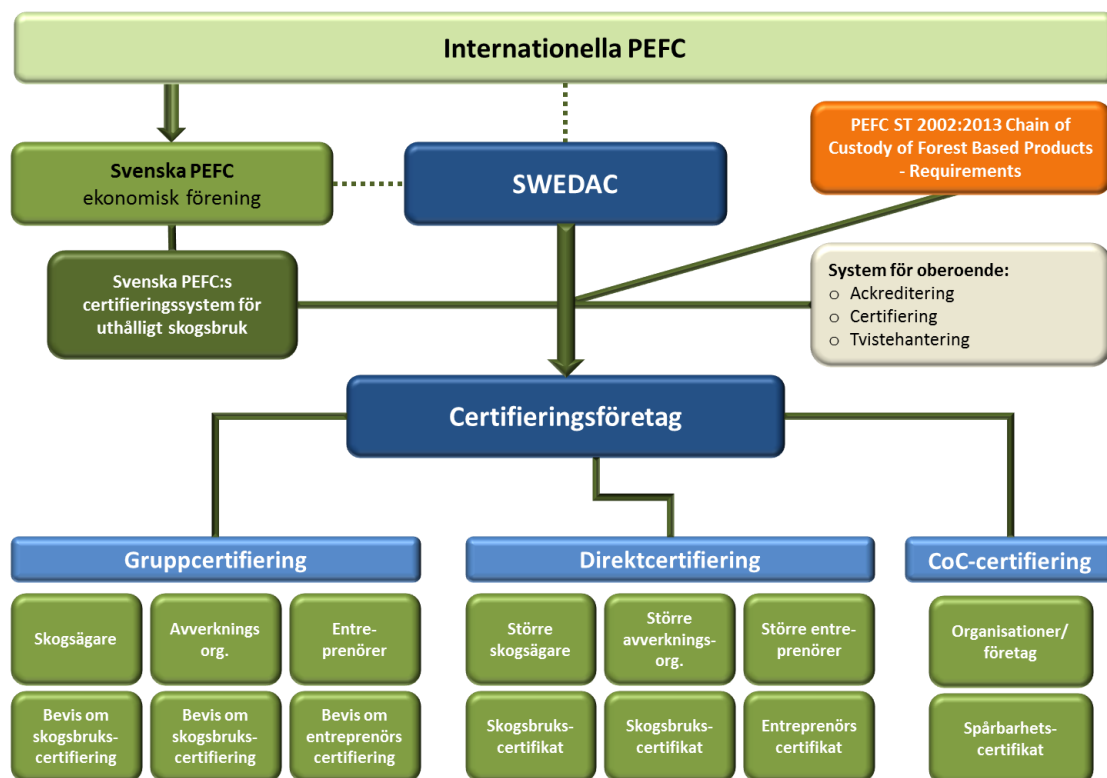 Internationella PEFC
Svenska PEFC
ekonomisk förening
SWEDAC
PEFC ST 2002:2013 Chain of
Custody of Forest Based Products
- Requirements
Svenska PEFC:s
certifieringssystem för
uthålligt skogsbruk
System för oberoende:
o Ackreditering
o Certifiering
o Tvistehantering
Certifieringsföretag
Gruppcertifiering
Direktcertifiering
CoC-certifiering
Skogsägare
Avverknings
org.
Entre-
prenörer
Större
skogsägare
Större
avverknings-
org.
Större entre-
prenörer
Organisationer/
företag
Bevis om
skogsbruks-
certifiering
Bevis om
skogsbruks-
certifiering
Bevis om
entreprenörs
certifiering
Skogsbruks-
certifikat
Skogsbruks-
certifikat
Entreprenörs
certifikat
Spårbarhets-
certifikat